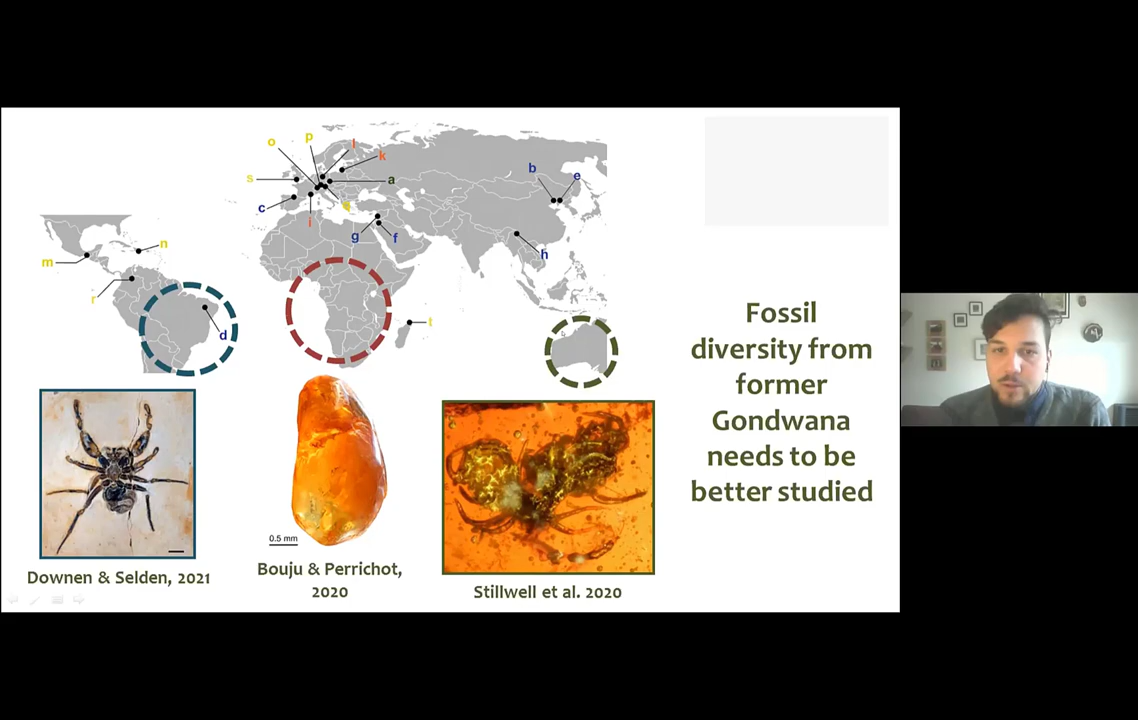 o
p
l
k
s
a
b
e
c
i
g
f
h
n
m
r
d
t
Fossil
diversity from
former
Gondwana
needs to be
better studied
0.5 mm
Downen & Selden, 2021
Bouju & Perrichot,
2020
Stillwell et al. 2020